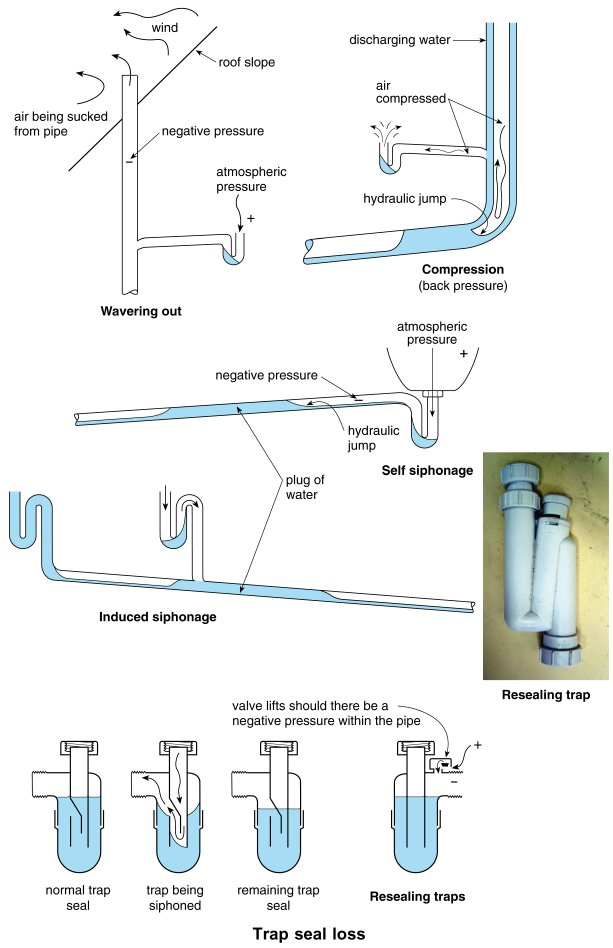 wind
roof slope
air being sucked
from pipe
negative pressure
atmospheric
pressure
+
−
Wavering out
discharging water
air
compressed
hydraulic jump
Compression
(back pressure)
atmospheric
pressure
+
negative pressure
−
hydraulic
jump
Self siphonage
plug of
water
Induced siphonage
Resealing trap
valve lifts should there be a
negative pressure within the pipe
+
−
normal trap
seal
trap being
siphoned
remaining trap
seal
Resealing traps
Trap seal loss